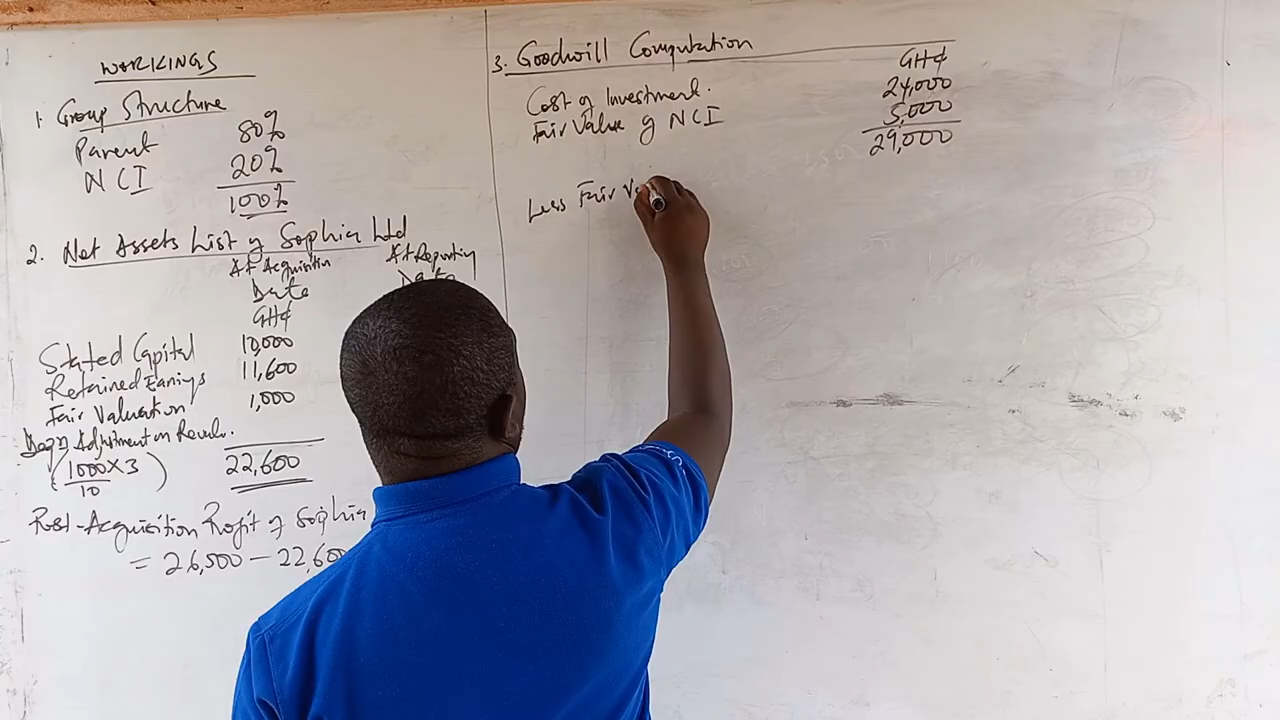 WORKINGS
1. Group Structure
Parent 80%
NCI 20%
100%
2. Net Assets List of Sophia Ltd
At Acquisition Date
At Reporting Date
GH¢
Stated Capital 10,000
Retained Earnings 11,600
Fair Valuation 1,000
Adjustment on Reval.
(1000 X 3
10 )
22,600
Post-Acquisition Profit of Sophia
= 26,500 - 22,600
3. Goodwill Computation
GH¢
Cost of Investment. 24,000
Fair Value of NCI 5,000
29,000
Less Fair